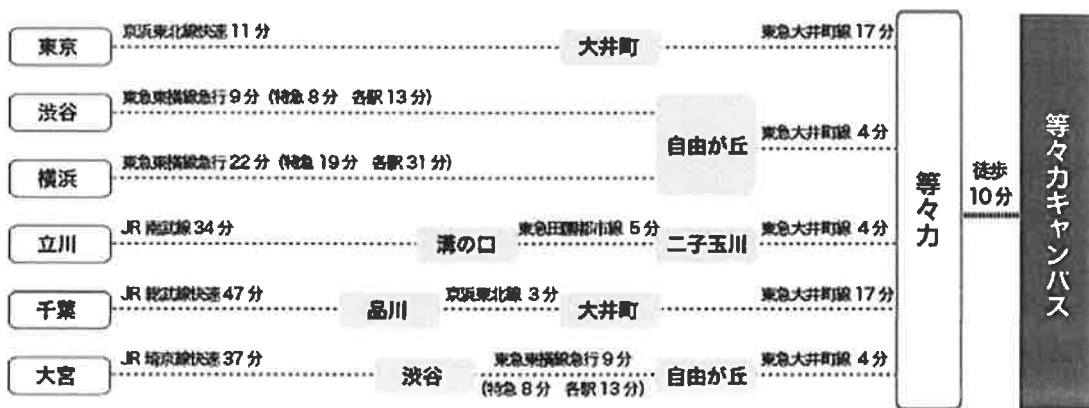 東京 京浜東北線快速 11 分 大井町 東急大井町線 17 分
渋谷 東急東横線急行 9 分 (特急 8 分 各駅 13 分)
自由が丘 東急大井町線 4 分
横浜 東急東横線急行 22 分 (特急 19 分 各駅 31 分)
立川 JR 南武線 34 分 溝の口 東急田園都市線 5 分 二子玉川 東急大井町線 4 分
千葉 JR 総武線快速 47 分 品川 京浜東北線 3 分 大井町 東急大井町線 17 分
大宮 JR 埼京線快速 37 分 渋谷 東急東横線急行 9 分 自由が丘 東急大井町線 4 分
(特急 8 分 各駅 13 分)
等々力
徒歩
10 分
等々力キャンパス